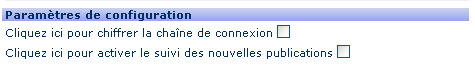 Paramètres de configuration
Cliquez ici pour chiffrer la chaîne de connexion
Cliquez ici pour activer le suivi des nouvelles publications